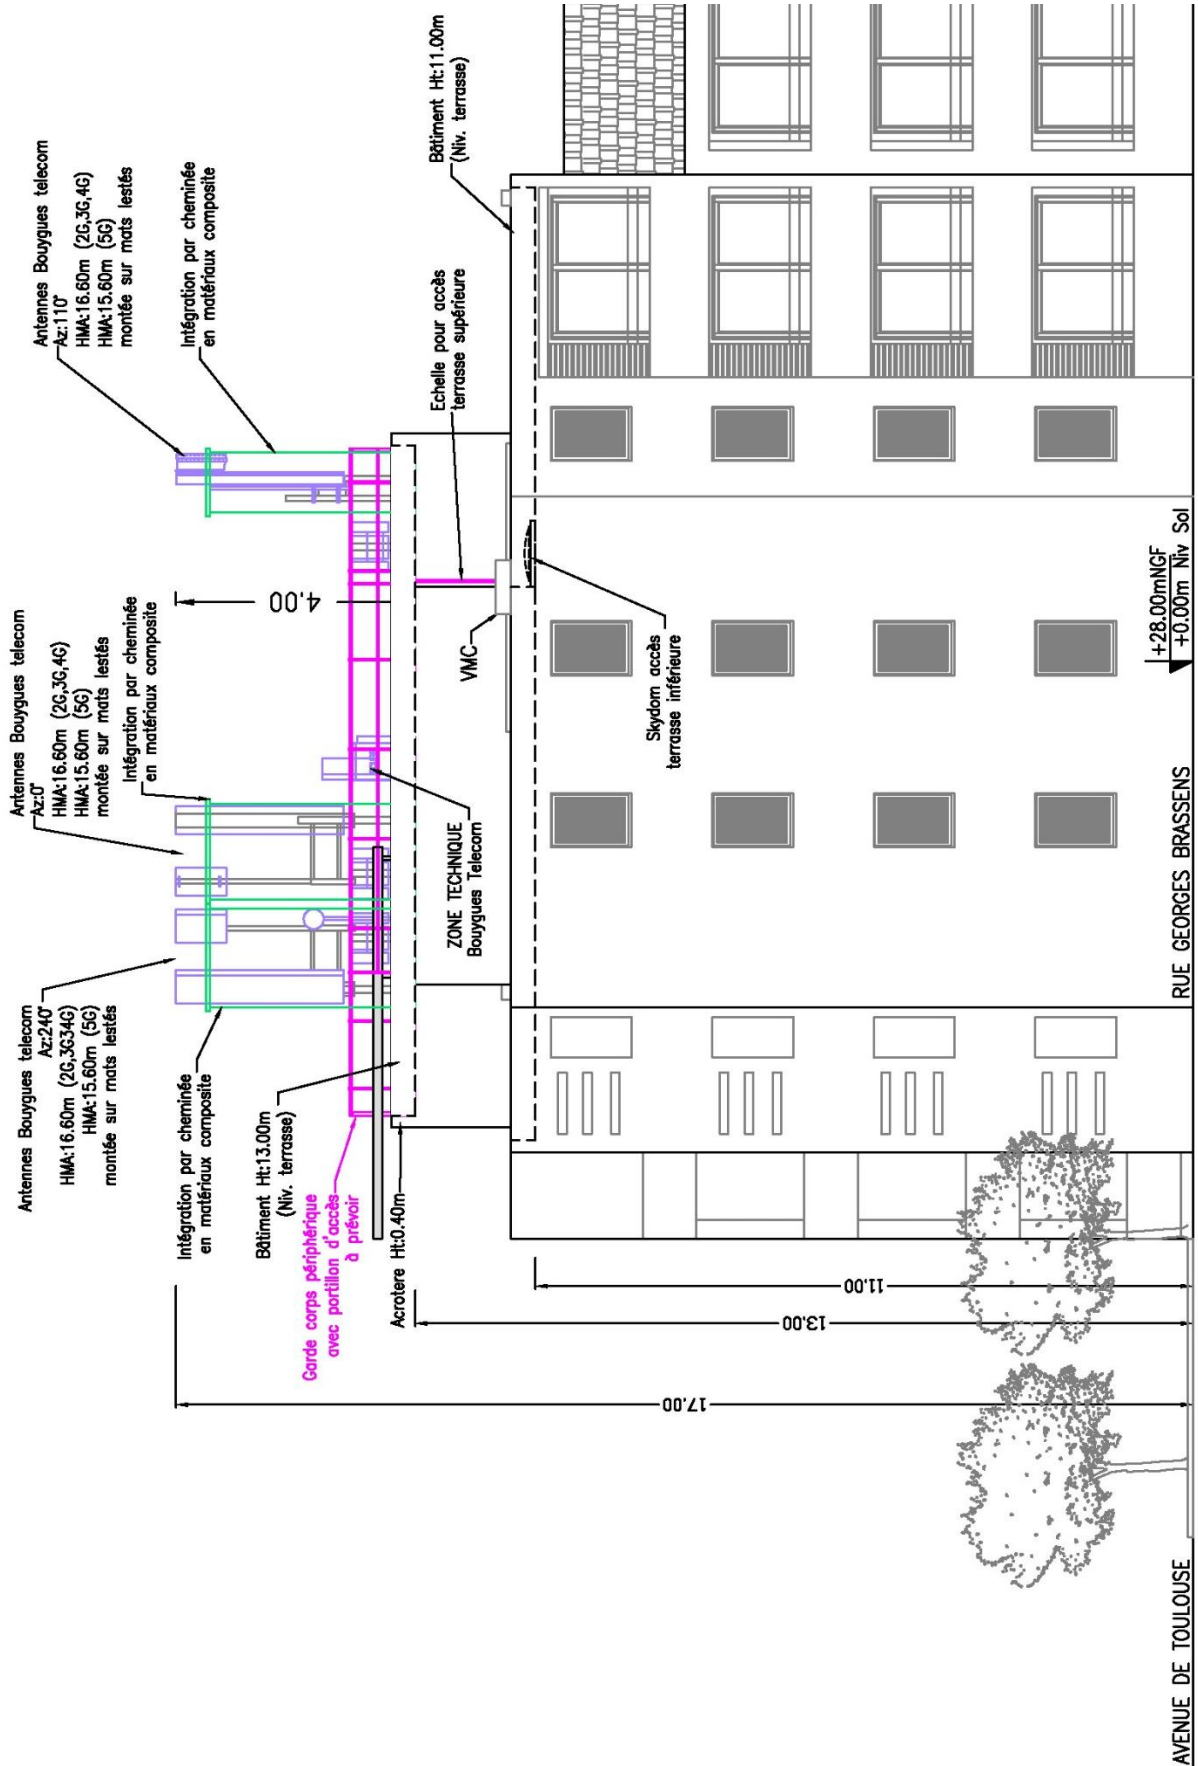 Antennes Bouygues telecom
Az:240°
HMA:16.60m (2G,3G34G)
HMA:15.60m (5G)
montée sur mats lestés
Intégration par cheminée
en matériaux composite
Bâtiment Ht:13.00m
(Niv. terrasse)
Garde corps périphérique
avec portillon d'accès
à prévoir
Acrotere Ht:0.40m
Antennes Bouygues telecom
Az:0°
HMA:16.60m (2G,3G,4G)
HMA:15.60m (5G)
montée sur mats lestés
Intégration par cheminée
en matériaux composite
4.00
Antennes Bouygues telecom
Az:110°
HMA:16.60m (2G,3G,4G)
HMA:15.60m (5G)
montée sur mats lestés
Intégration par cheminée
en matériaux composite
ZONE TECHNIQUE
Bouygues Telecom
VMC
Echelle pour accès
terrasse supérieure
Bâtiment Ht:11.00m
(Niv. terrasse)
Skydom accès
terrasse inférieure
17.00
13.00
11.00
+28.00mNGF
+0.00m Niv Sol
AVENUE DE TOULOUSE
RUE GEORGES BRASSENS